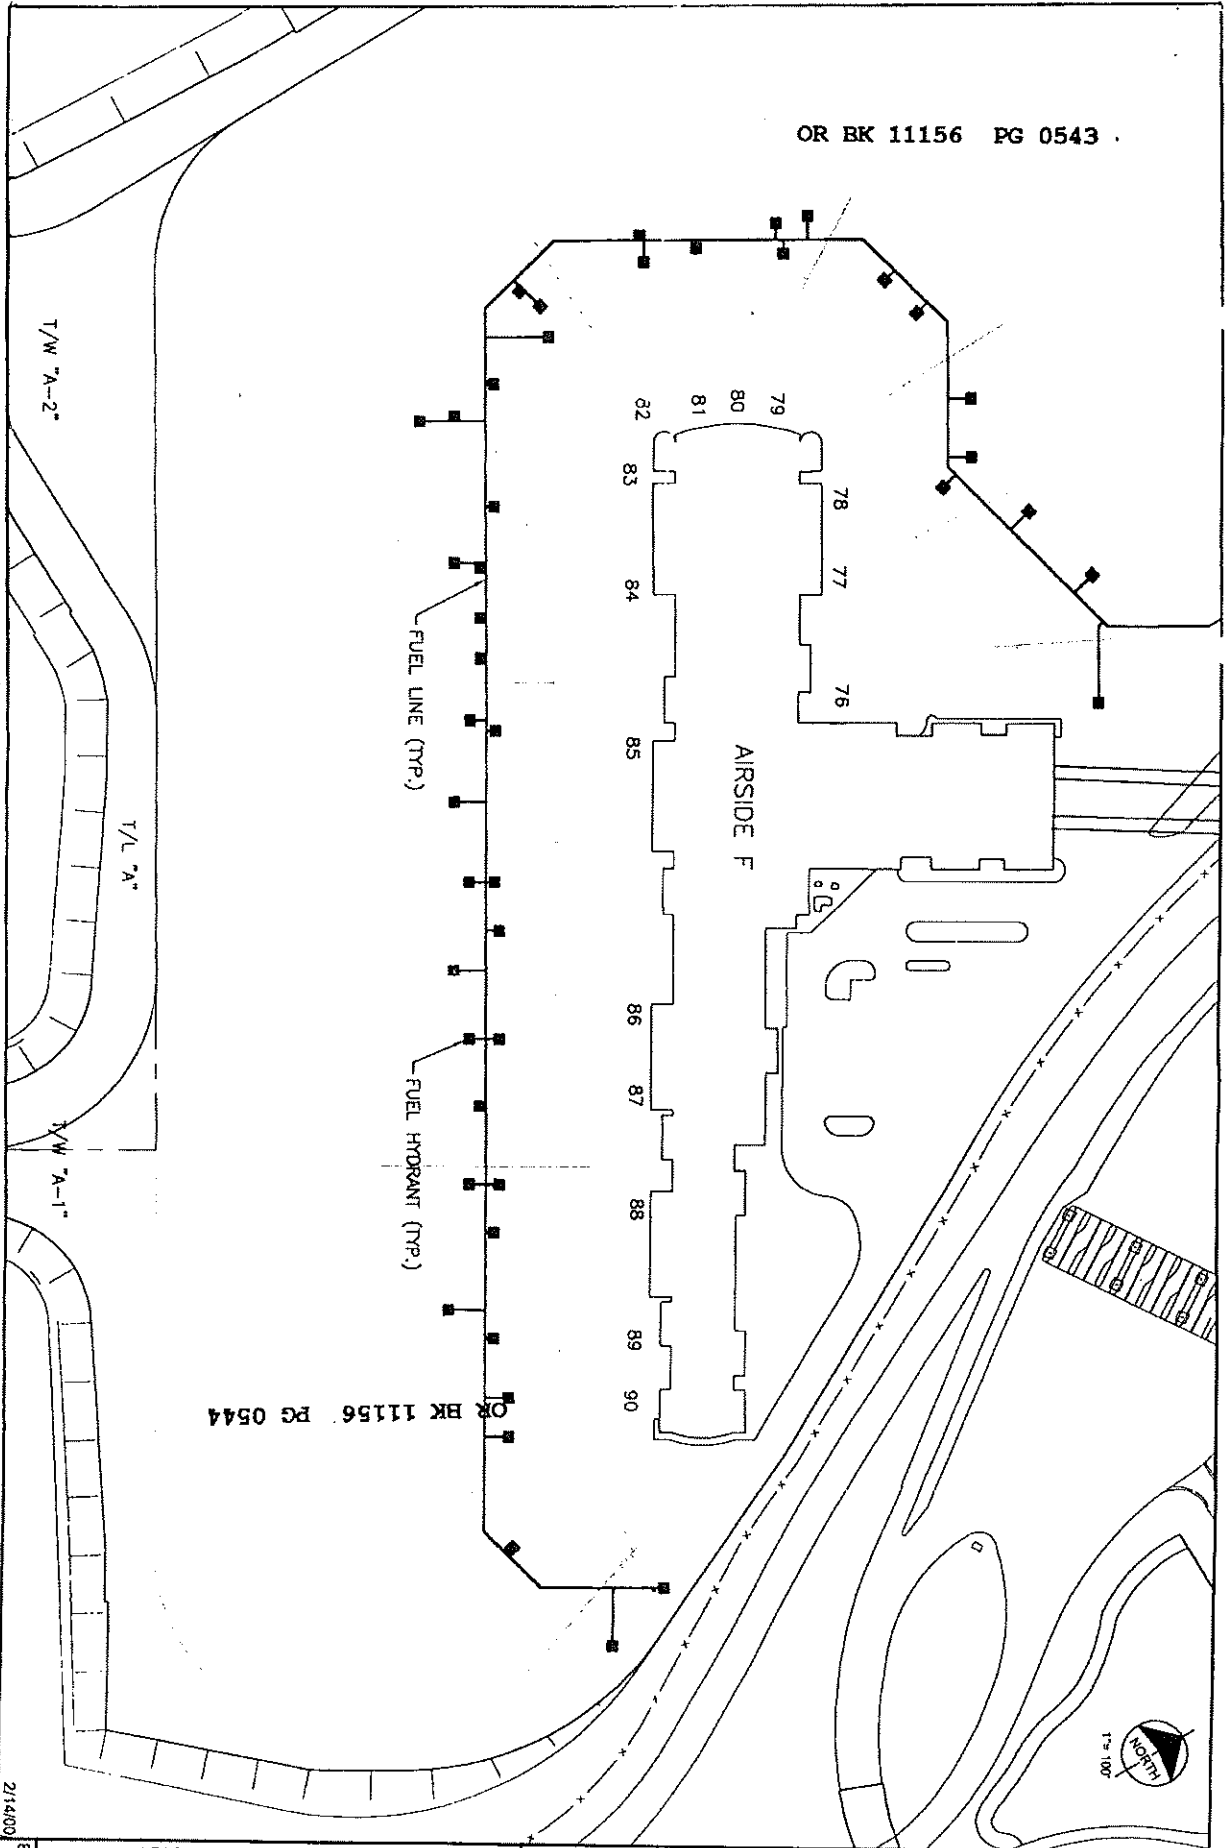 OR BK 11156 PG 0543
T/W "A-2"
82
81
80
79
83
78
84
77
FUEL LINE (TYP.)
85
76
AIRSIDE F
T/L "A"
86
87
FUEL HYDRANT (TYP.)
T/W "A-1"
88
89
90
OR BK 11156 PG 0544
NORTH
1"= 100'
2/14/00